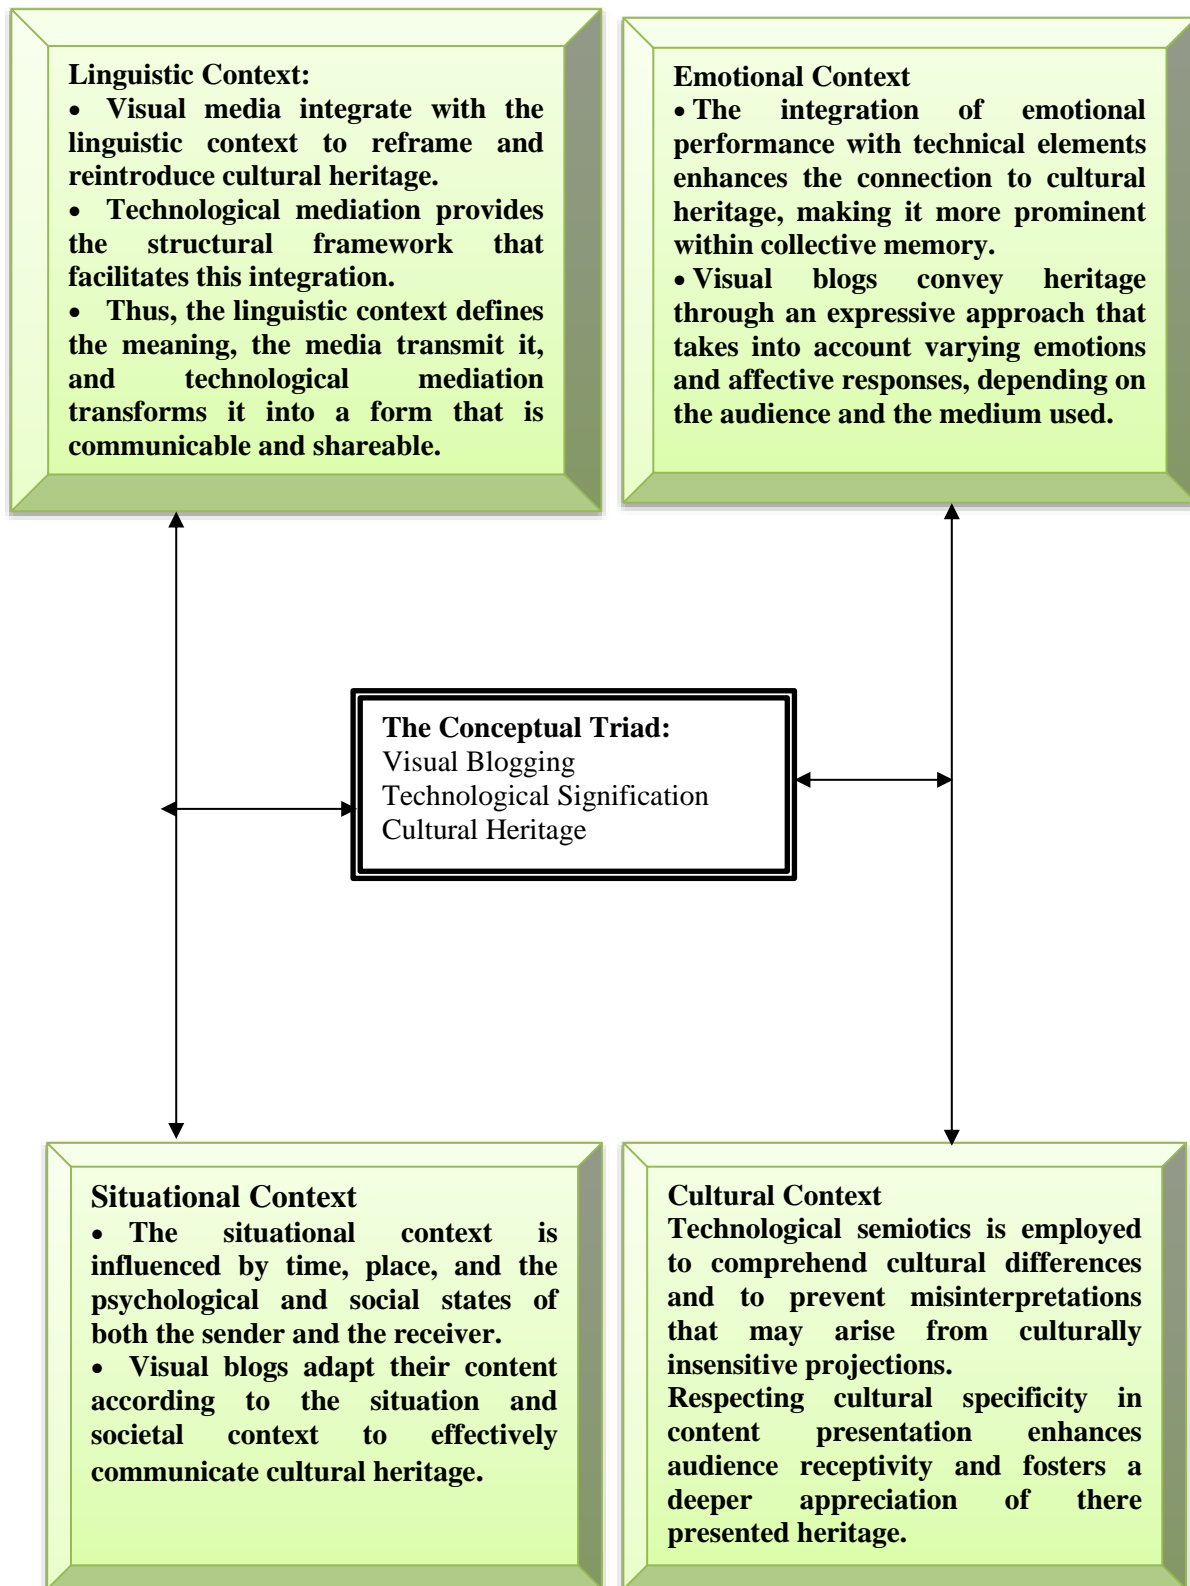 Linguistic Context:
• Visual media integrate with the
linguistic context to reframe and
reintroduce cultural heritage.
• Technological mediation provides
the structural framework that
facilitates this integration.
• Thus, the linguistic context defines
the meaning, the media transmit it,
and technological mediation
transforms it into a form that is
communicable and shareable.
Emotional Context
• The integration of emotional
performance with technical elements
enhances the connection to cultural
heritage, making it more prominent
within collective memory.
• Visual blogs convey heritage
through an expressive approach that
takes into account varying emotions
and affective responses, depending on
the audience and the medium used.
The Conceptual Triad:
Visual Blogging
Technological Signification
Cultural Heritage
Situational Context
• The situational context is
influenced by time, place, and the
psychological and social states of
both the sender and the receiver.
• Visual blogs adapt their content
according to the situation and
societal context to effectively
communicate cultural heritage.
Cultural Context
Technological semiotics is employed
to comprehend cultural differences
and to prevent misinterpretations
that may arise from culturally
insensitive projections.
Respecting cultural specificity in
content presentation enhances
audience receptivity and fosters a
deeper appreciation of there
presented heritage.